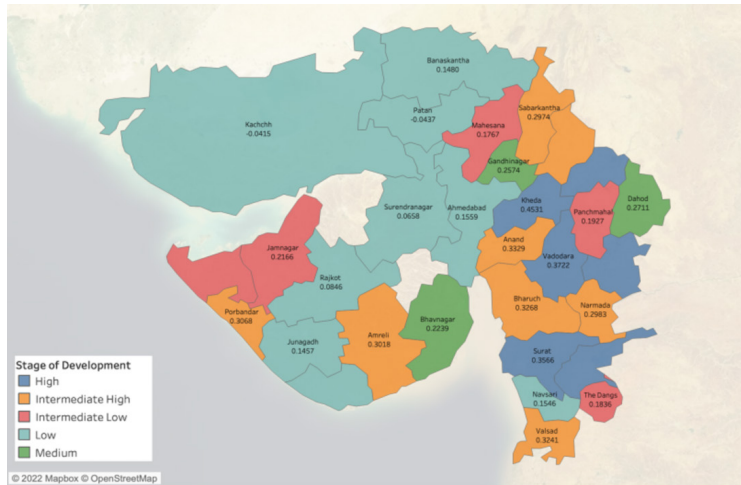 Banaskantha
0.1480
Patan
-0.0437
Kachchh
-0.0415
Mahesana
0.1767
Sabarkantha
0.2974
Gandhinagar
0.2574
Surendranagar
0.0658
Ahmedabad
0.1559
Kheda
0.4531
Panchmahal
0.1927
Dahod
0.2711
Jamnagar
0.2166
Anand
0.3329
Vadodara
0.3722
Rajkot
0.0846
Porbandar
0.3068
Bharuch
0.3268
Narmada
0.2983
Junagadh
0.1457
Amreli
0.3018
Bhavnagar
0.2239
Surat
0.3566
Navsari
0.1546
The Dangs
0.1836
Valsad
0.3241
Stage of Development
High
Intermediate High
Intermediate Low
Low
Medium
© 2022 Mapbox © OpenStreetMap